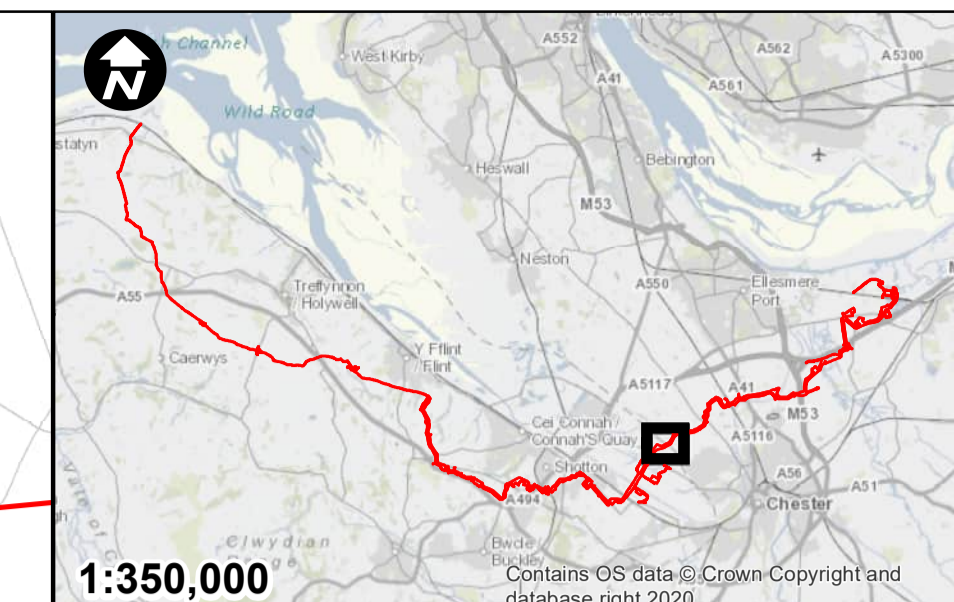 A552
A562
A5300
West Kirby
A41
A561
Wild Road
statyn
Bebington
Heswall
M53
Neston
A550
Ellesmere
Port
Treffynnon
/ Holywell
A55
Caerwys
Y Fflint
/ Flint
A5117
A41
M53
Cei Connah /
Connah'S Quay
A5116
Shotton
A56
A51
A494
Chester
Clwydian
Bwcle /
Buckley
1:350,000
Contains OS data © Crown Copyright and
database right 2020
N